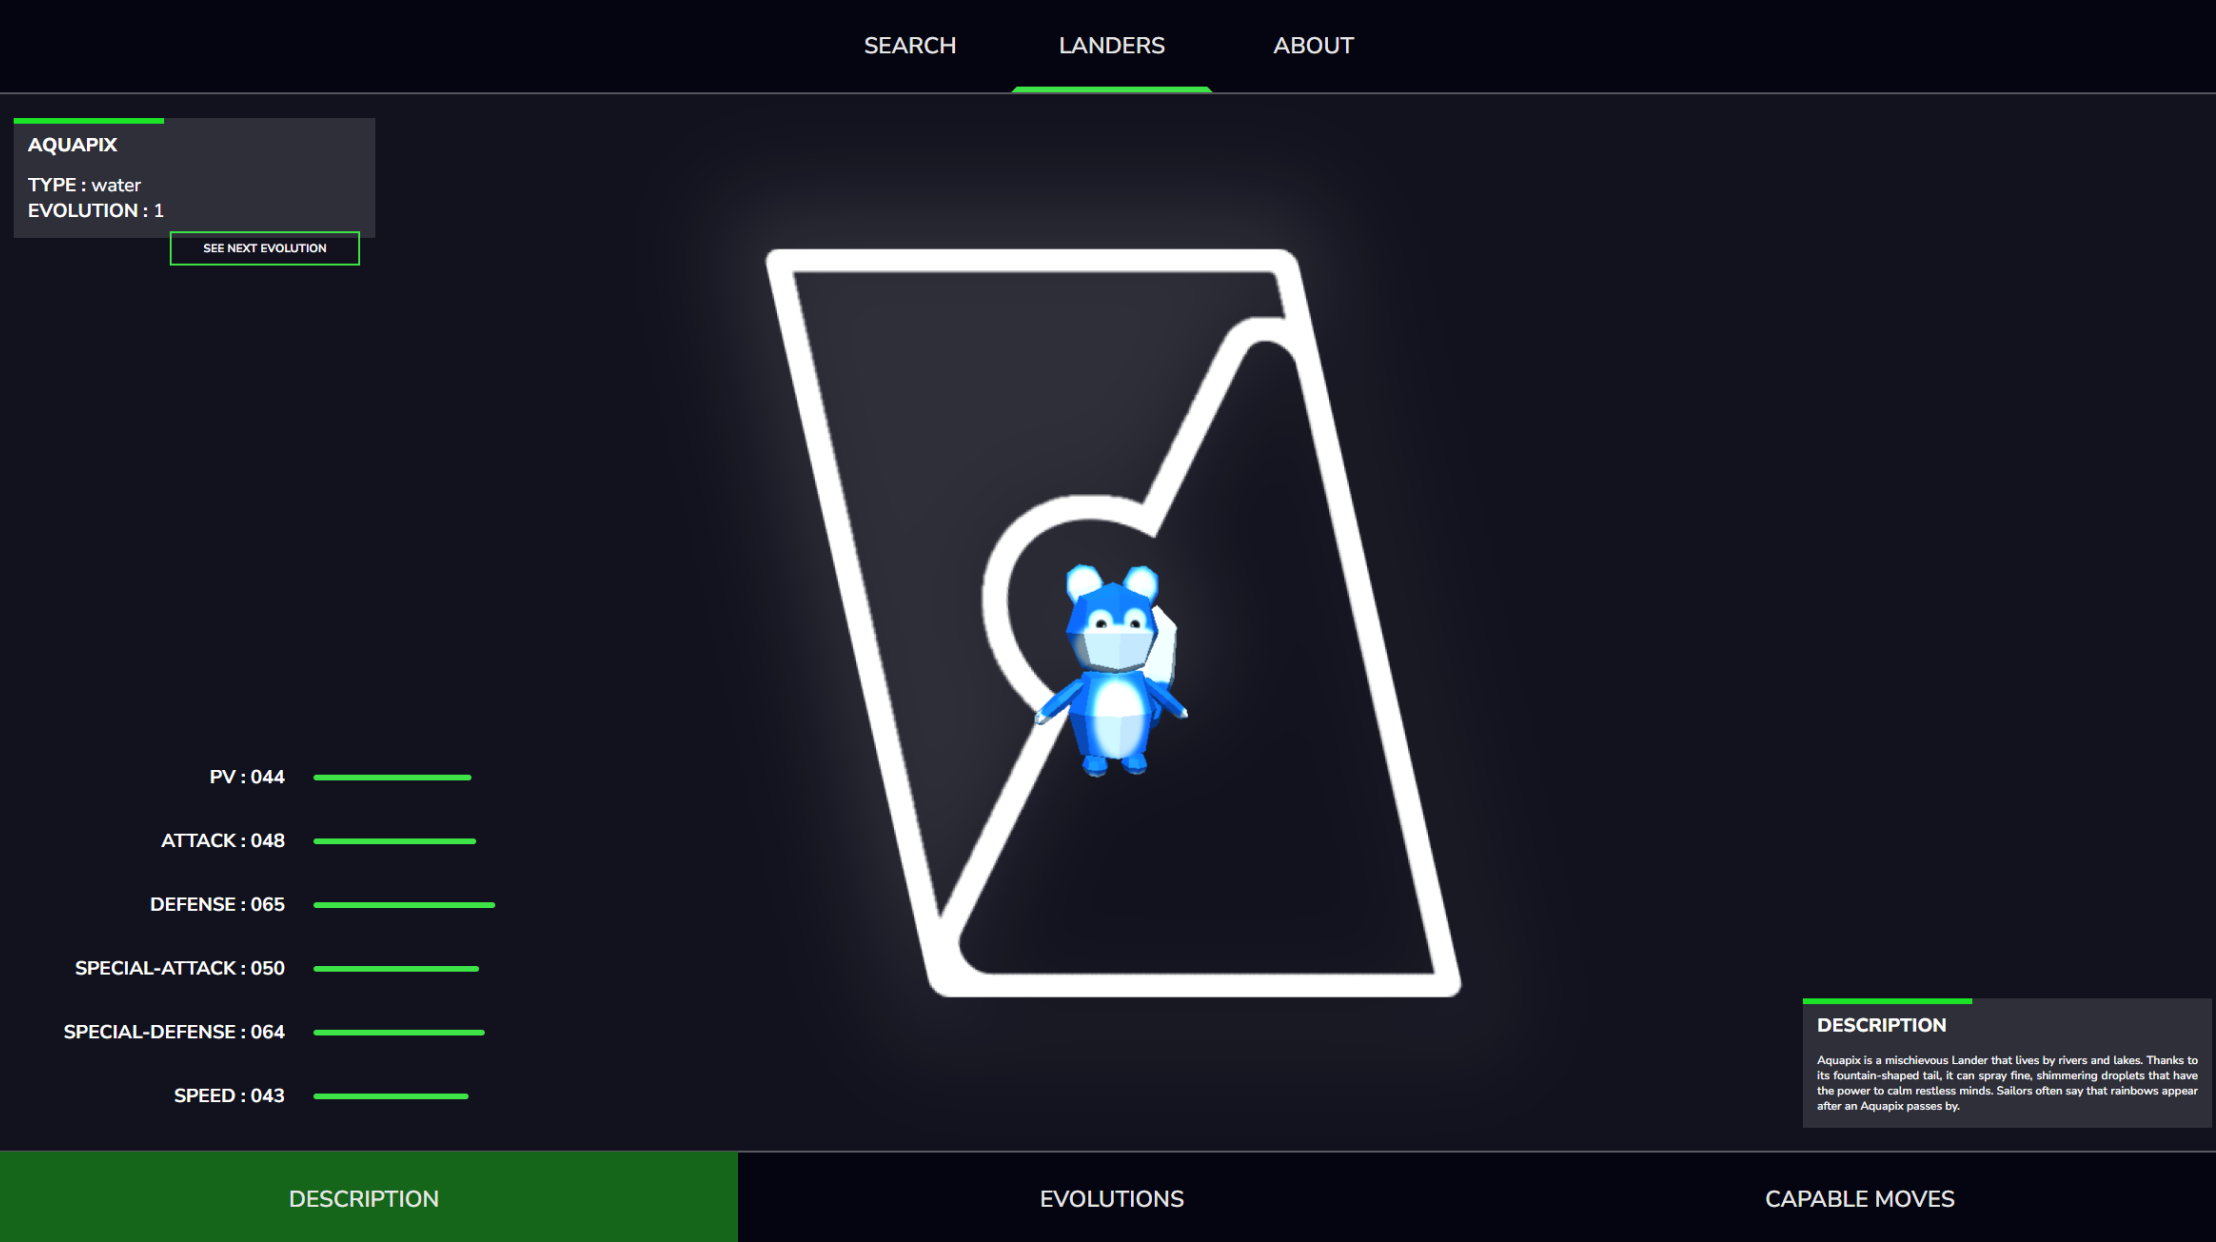 SEARCH
LANDERS
ABOUT
AQUAPIX
TYPE : water
EVOLUTION : 1
SEE NEXT EVOLUTION
PV : 044
ATTACK : 048
DEFENSE : 065
SPECIAL-ATTACK : 050
SPECIAL-DEFENSE : 064
SPEED : 043
DESCRIPTION
Aquapix is a mischievous Lander that lives by rivers and lakes. Thanks to
its fountain-shaped tail, it can spray fine, shimmering droplets that have
the power to calm restless minds. Sailors often say that rainbows appear
after an Aquapix passes by.
DESCRIPTION
EVOLUTIONS
CAPABLE MOVES